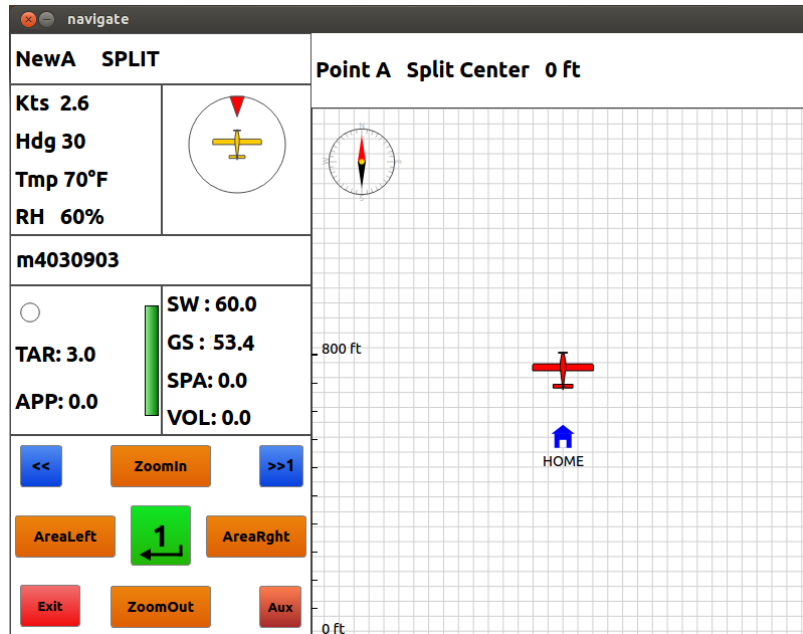 navigate
NewA SPLIT
Point A Split Center 0 ft
Kts 2.6
Hdg 30
Tmp 70°F
RH 60%
m4030903
TAR: 3.0
APP: 0.0
SW : 60.0
GS : 53.4
SPA: 0.0
VOL: 0.0
<<
ZoomIn
>>1
AreaLeft
1
AreaRght
Exit
ZoomOut
Aux
N
W
E
S
800 ft
HOME
0 ft